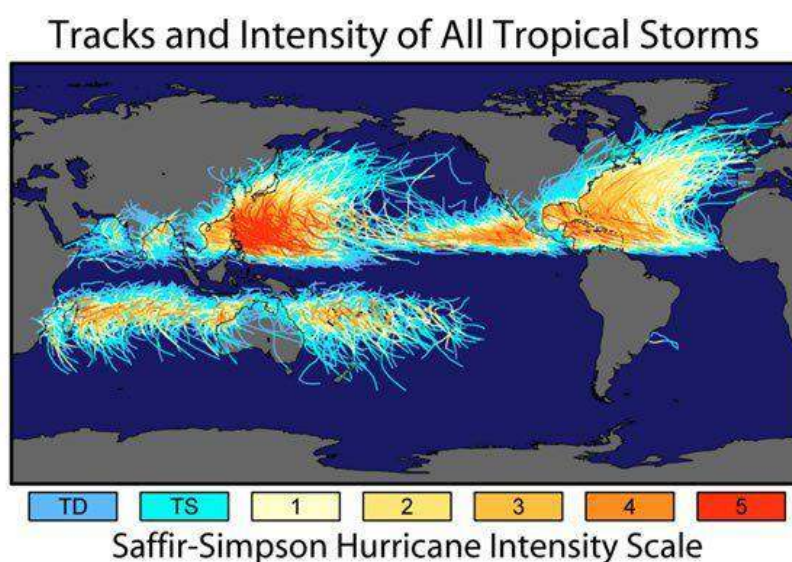 Tracks and Intensity of All Tropical Storms
TD TS 1 2 3 4 5
Saffir-Simpson Hurricane Intensity Scale